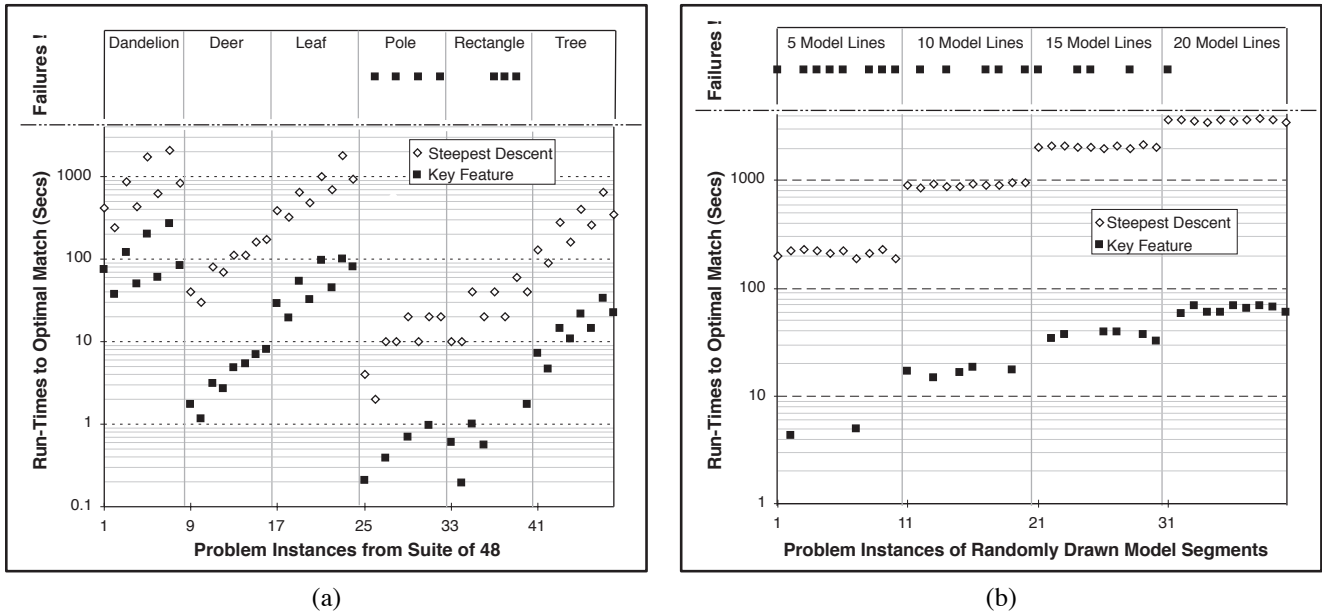 Failures !
Dandelion Deer Leaf Pole Rectangle Tree
Run-Times to Optimal Match (Secs)
◇ Steepest Descent
■ Key Feature
1000
100
10
1
0.1
1 9 17 25 33 41
Problem Instances from Suite of 48
(a)
Failures !
5 Model Lines 10 Model Lines 15 Model Lines 20 Model Lines
Run-Times to Optimal Match (Secs)
1000
◇ Steepest Descent
■ Key Feature
100
10
1
1 11 21 31
Problem Instances of Randomly Drawn Model Segments
(b)